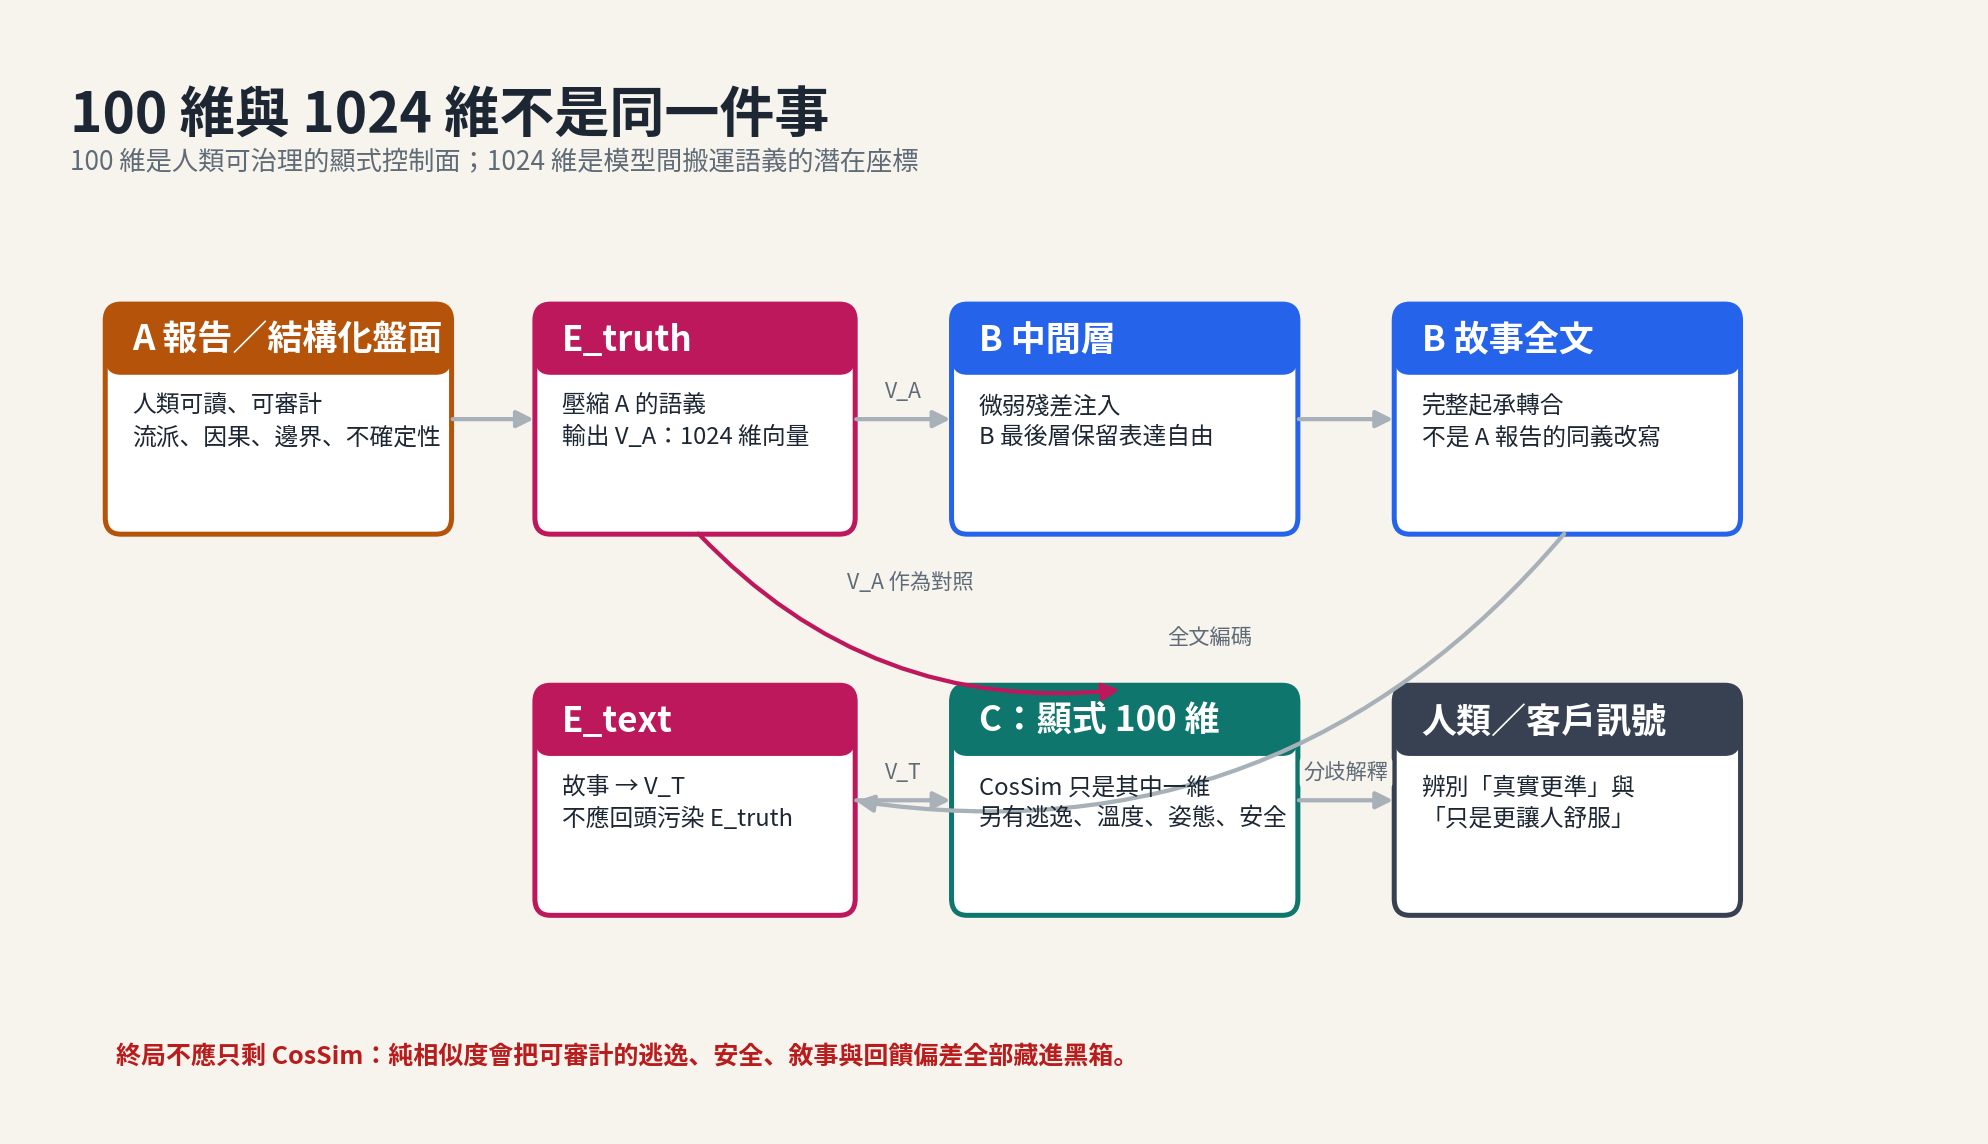 100 維與 1024 維不是同一件事
100 維是人類可治理的顯式控制面；1024 維是模型間搬運語義的潛在座標
A 報告／結構化盤面
人類可讀、可審計
流派、因果、邊界、不確定性
E_truth
壓縮 A 的語義
輸出 V_A：1024 維向量
V_A
B 中間層
微弱殘差注入
B 最後層保留表達自由
B 故事全文
完整起承轉合
不是 A 報告的同義改寫
V_A 作為對照
全文編碼
E_text
故事 → V_T
不應回頭污染 E_truth
V_T
C：顯式 100 維
CosSim 只是其中一維
另有逃逸、溫度、姿態、安全
分歧解釋
人類／客戶訊號
辨別「真實更準」與
「只是更讓人舒服」
終局不應只剩 CosSim：純相似度會把可審計的逃逸、安全、敘事與回饋偏差全部藏進黑箱。